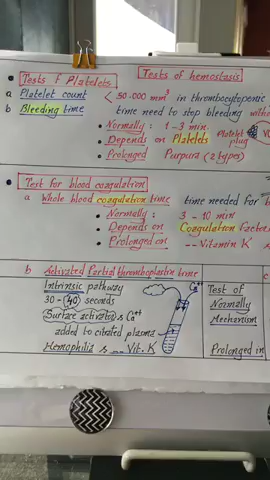 Tests of hemostasis
Tests of Platelets
a Platelet count < 50.000 mm³ in thrombocytopenic
b Bleeding time time need to stop bleeding without
• Normally : 1-3 min.
• Depends on Platelets Platelet plug
• Prolonged Purpura (2 types)
• Test for blood coagulation
a Whole blood coagulation time time needed for
• Normally : 3-10 min
• Depends on Coagulation factors
• Prolonged in -- Vitamin K
b Activated Partial thromboplastin time
Intrinsic pathway
30-40 seconds
Surface activator & Ca++
added to citrated plasma
Hemophilia & -- Vit. K
Ca++
Test of
Normally
Mechanism
Prolonged in